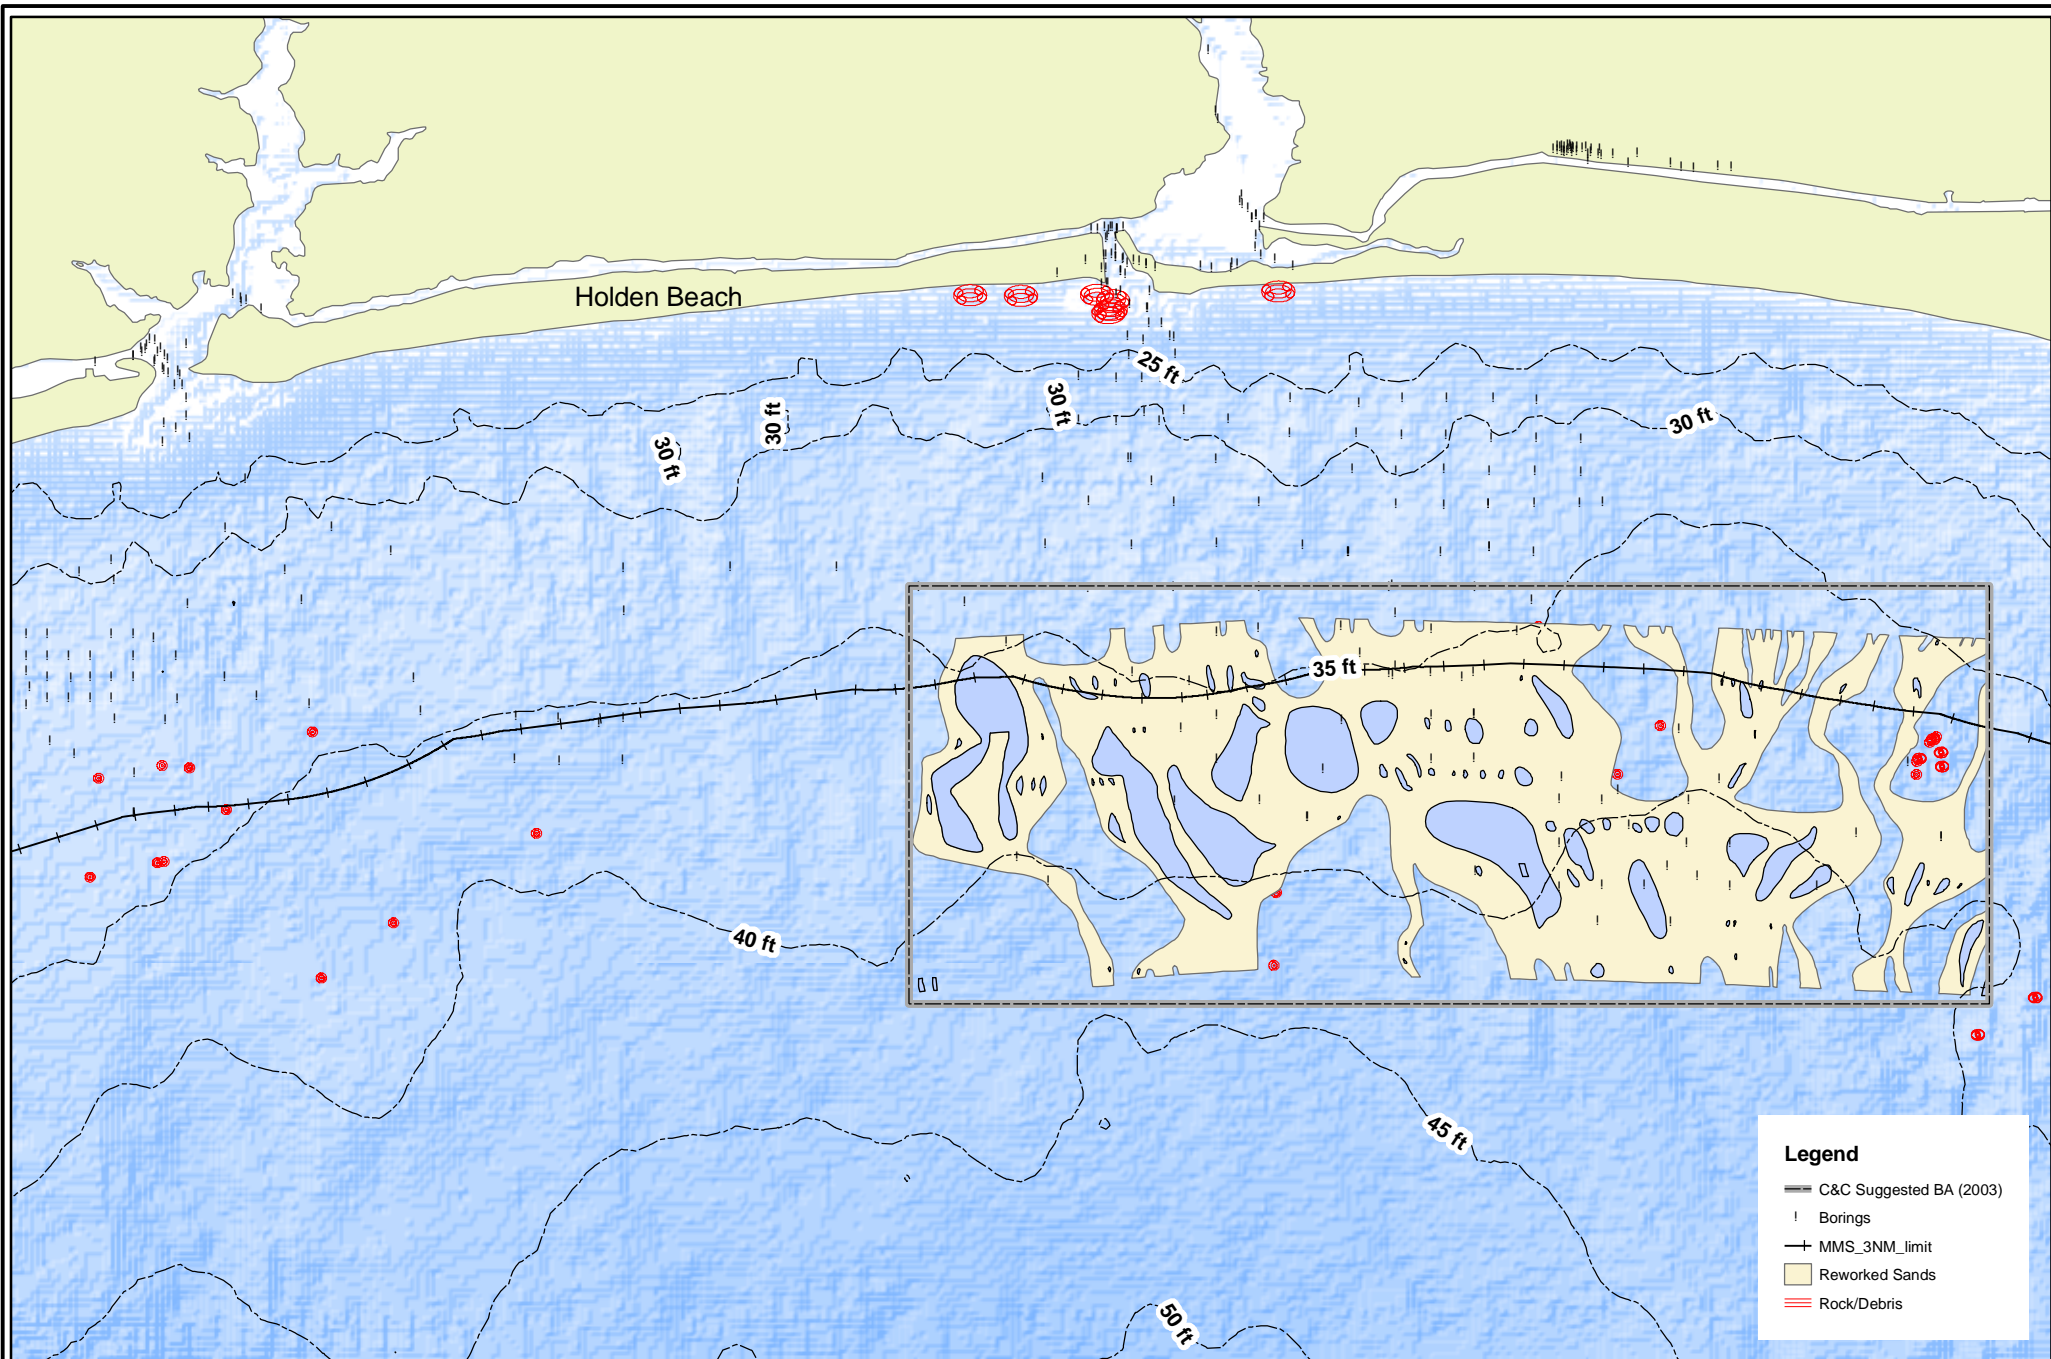 Holden Beach
25 ft
30 ft
30 ft
30 ft
30 ft
35 ft
40 ft
45 ft
50 ft
Legend
C&C Suggested BA (2003)
Borings
MMS_3NM_limit
Reworked Sands
Rock/Debris